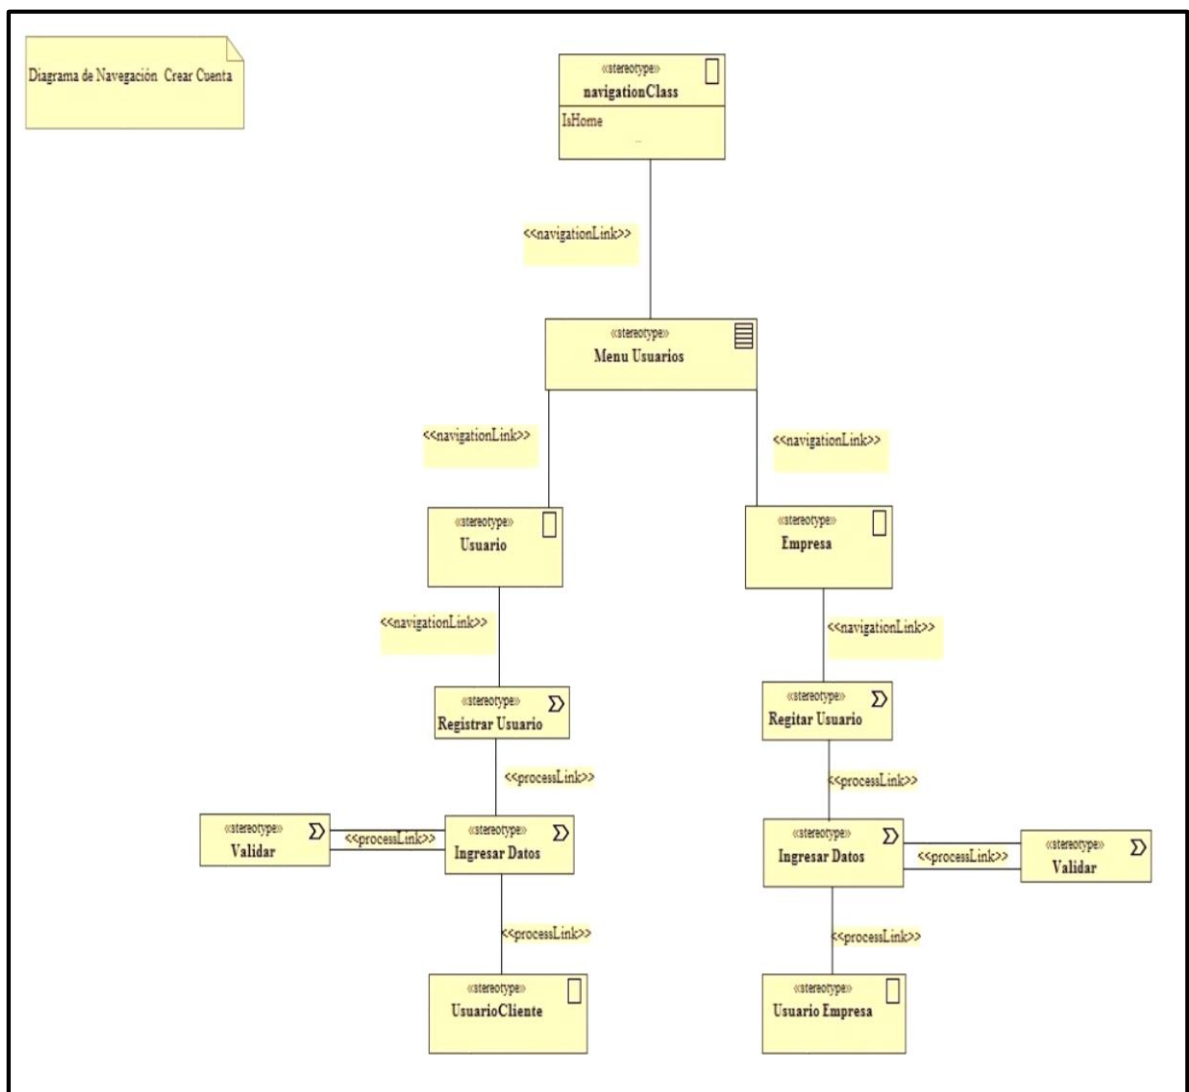 Diagrama de Navegación Crear Cuenta
«stereotype»
navigationClass
IsHome
...
<<navigationLink>>
«stereotype»
Menu Usuarios
<<navigationLink>>
<<navigationLink>>
«stereotype»
Usuario
«stereotype»
Empresa
<<navigationLink>>
<<navigationLink>>
«stereotype»
Registrar Usuario
«stereotype»
Regitar Usuario
<<processLink>>
<<processLink>>
«stereotype»
Validar
<<processLink>>
«stereotype»
Ingresar Datos
«stereotype»
Ingresar Datos
<<processLink>>
«stereotype»
Validar
<<processLink>>
<<processLink>>
«stereotype»
UsuarioCliente
«stereotype»
Usuario Empresa